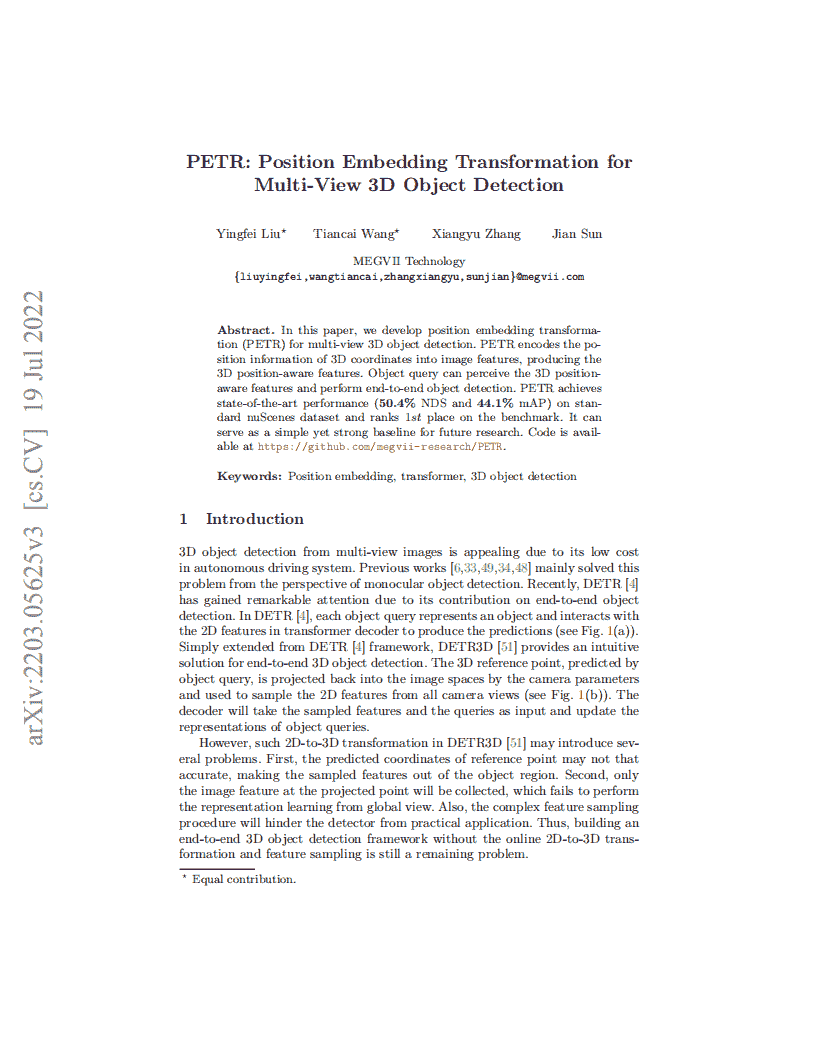 PETR: Position Embedding Transformation for
Multi-View 3D Object Detection
Yingfei Liu⋆ Tiancai Wang⋆ Xiangyu Zhang Jian Sun
MEGVII Technology
{liuyingfei,wangtiancai,zhangxiangyu,sunjian}@megvii.com
Abstract. In this paper, we develop position embedding transforma-
tion (PETR) for multi-view 3D object detection. PETR encodes the po-
sition information of 3D coordinates into image features, producing the
3D position-aware features. Object query can perceive the 3D position-
aware features and perform end-to-end object detection. PETR achieves
state-of-the-art performance (50.4% NDS and 44.1% mAP) on stan-
dard nuScenes dataset and ranks 1st place on the benchmark. It can
serve as a simple yet strong baseline for future research. Code is avail-
able at https://github.com/megvii-research/PETR.
Keywords: Position embedding, transformer, 3D object detection
1 Introduction
3D object detection from multi-view images is appealing due to its low cost
in autonomous driving system. Previous works [6,33,49,34,48] mainly solved this
problem from the perspective of monocular object detection. Recently, DETR [4]
has gained remarkable attention due to its contribution on end-to-end object
detection. In DETR [4], each object query represents an object and interacts with
the 2D features in transformer decoder to produce the predictions (see Fig. 1(a)).
Simply extended from DETR [4] framework, DETR3D [51] provides an intuitive
solution for end-to-end 3D object detection. The 3D reference point, predicted by
object query, is projected back into the image spaces by the camera parameters
and used to sample the 2D features from all camera views (see Fig. 1(b)). The
decoder will take the sampled features and the queries as input and update the
representations of object queries.
However, such 2D-to-3D transformation in DETR3D [51] may introduce sev-
eral problems. First, the predicted coordinates of reference point may not that
accurate, making the sampled features out of the object region. Second, only
the image feature at the projected point will be collected, which fails to perform
the representation learning from global view. Also, the complex feature sampling
procedure will hinder the detector from practical application. Thus, building an
end-to-end 3D object detection framework without the online 2D-to-3D trans-
formation and feature sampling is still a remaining problem.
⋆ Equal contribution.
arXiv:2203.05625v3 [cs.CV] 19 Jul 2022